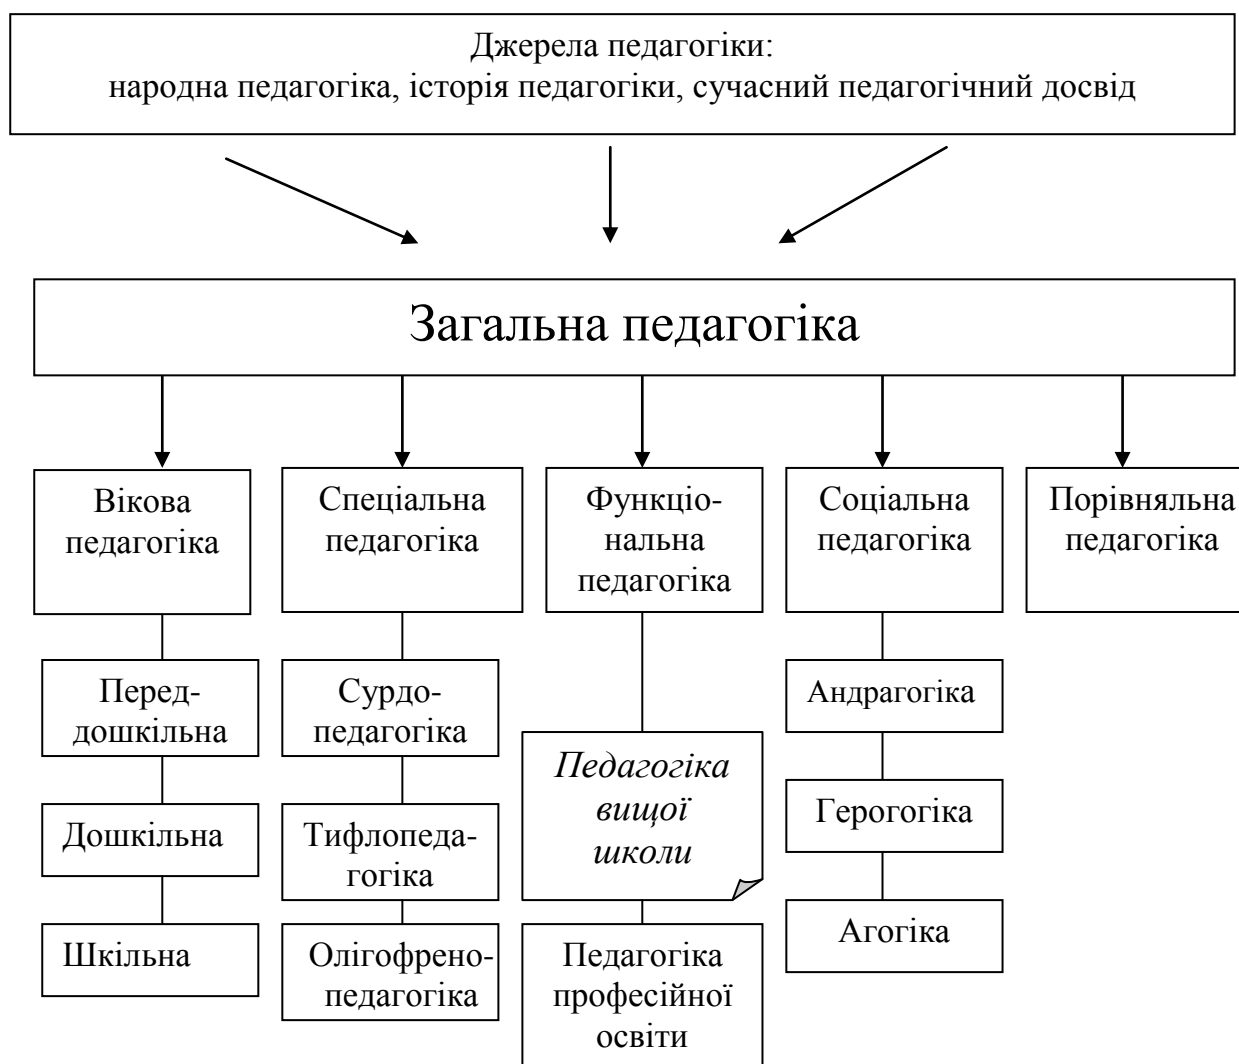 Джерела педагогіки:
народна педагогіка, історія педагогіки, сучасний педагогічний досвід
Загальна педагогіка
Вікова
педагогіка
Спеціальна
педагогіка
Функціо-
нальна
педагогіка
Соціальна
педагогіка
Порівняльна
педагогіка
Перед-
дошкільна
Дошкільна
Шкільна
Сурдо-
педагогіка
Тифлопеда-
гогіка
Олігофрено-
педагогіка
Педагогіка
вищої
школи
Педагогіка
професійної
освіти
Андрагогіка
Герогогіка
Агогіка